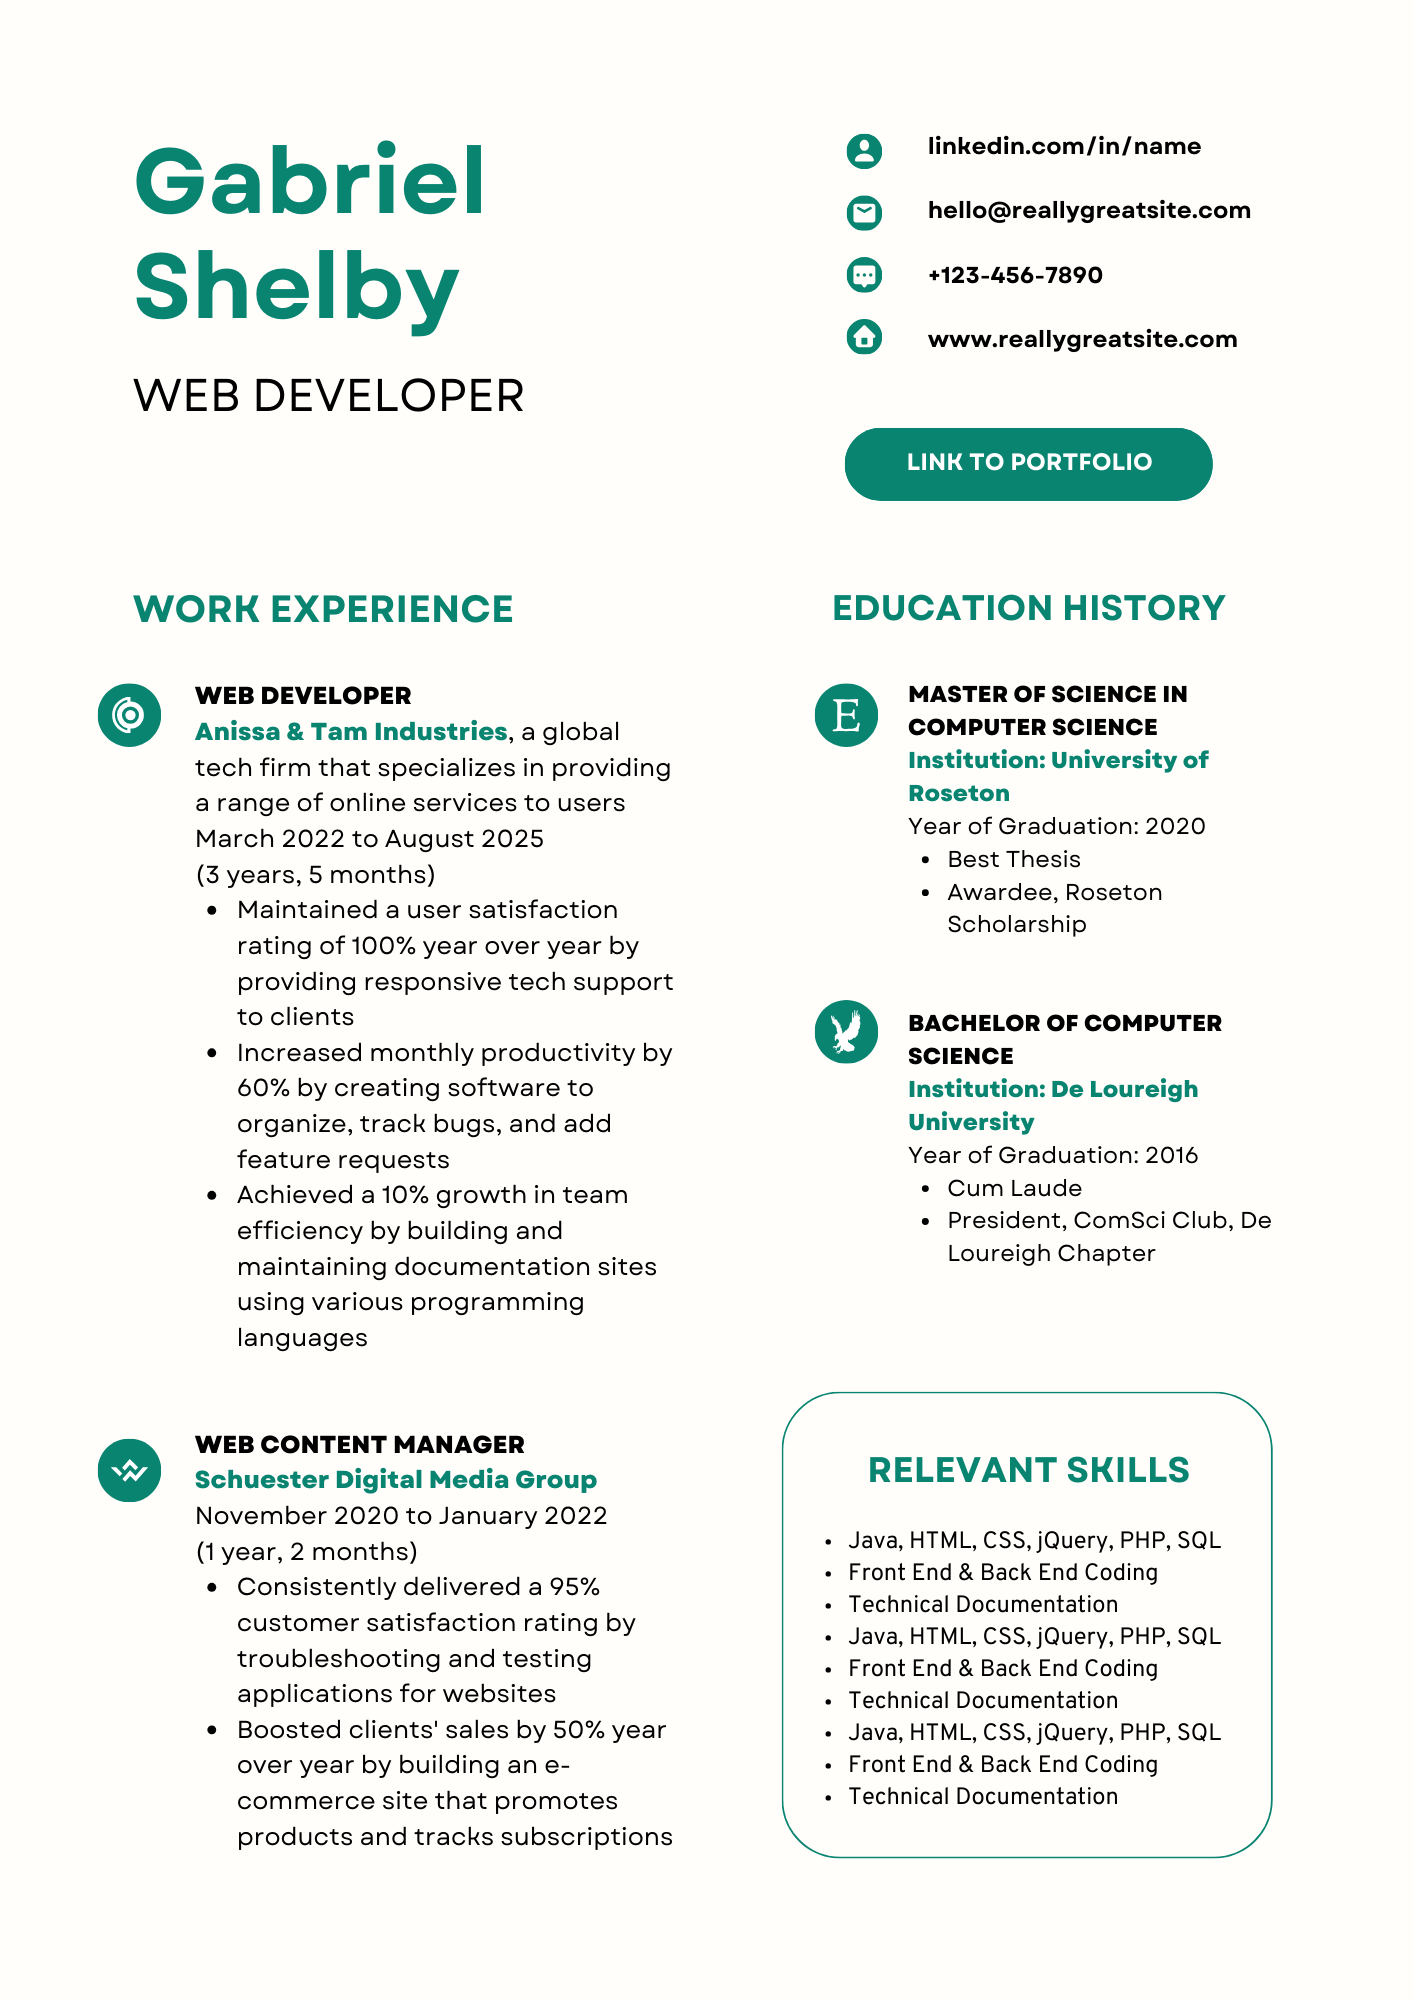 Gabriel
Shelby
WEB DEVELOPER
linkedin.com/in/name
hello@reallygreatsite.com
+123-456-7890
www.reallygreatsite.com
LINK TO PORTFOLIO
WORK EXPERIENCE
WEB DEVELOPER
Anissa & Tam Industries, a global
tech firm that specializes in providing
a range of online services to users
March 2022 to August 2025
(3 years, 5 months)
• Maintained a user satisfaction
rating of 100% year over year by
providing responsive tech support
to clients
• Increased monthly productivity by
60% by creating software to
organize, track bugs, and add
feature requests
• Achieved a 10% growth in team
efficiency by building and
maintaining documentation sites
using various programming
languages
WEB CONTENT MANAGER
Schuester Digital Media Group
November 2020 to January 2022
(1 year, 2 months)
• Consistently delivered a 95%
customer satisfaction rating by
troubleshooting and testing
applications for websites
• Boosted clients' sales by 50% year
over year by building an e-
commerce site that promotes
products and tracks subscriptions
EDUCATION HISTORY
E
MASTER OF SCIENCE IN
COMPUTER SCIENCE
Institution: University of
Roseton
Year of Graduation: 2020
• Best Thesis
• Awardee, Roseton
Scholarship
BACHELOR OF COMPUTER
SCIENCE
Institution: De Loureigh
University
Year of Graduation: 2016
• Cum Laude
• President, ComSci Club, De
Loureigh Chapter
RELEVANT SKILLS
• Java, HTML, CSS, jQuery, PHP, SQL
• Front End & Back End Coding
• Technical Documentation
• Java, HTML, CSS, jQuery, PHP, SQL
• Front End & Back End Coding
• Technical Documentation
• Java, HTML, CSS, jQuery, PHP, SQL
• Front End & Back End Coding
• Technical Documentation